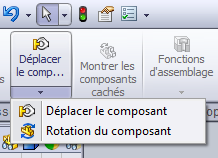 Déplacer
le comp...
Montrer les
composants
cachés
Fonctions
d'assemblage
Déplacer le composant
Rotation du composant